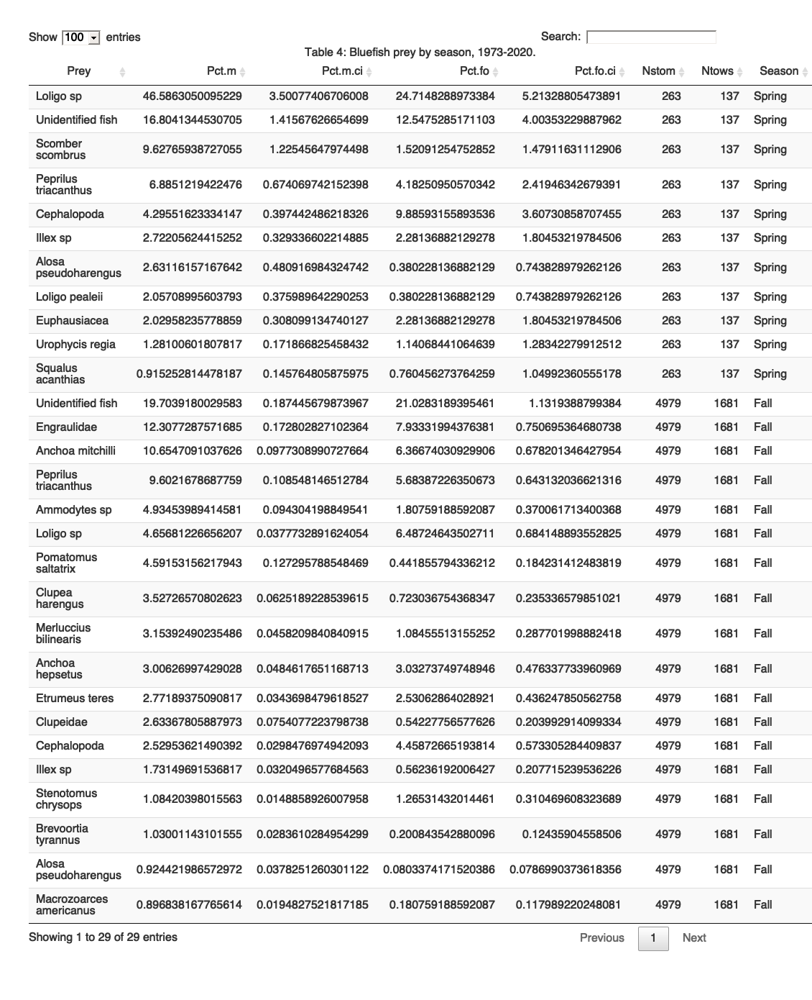 Show 100 entries Search:
Table 4: Bluefish prey by season, 1973-2020.
Prey Pct.m Pct.m.ci Pct.fo Pct.fo.ci Nstom Ntows Season
Loligo sp 46.5863050095229 3.50077406706008 24.7148288973384 5.21328805473891 263 137 Spring
Unidentified fish 16.8041344530705 1.41567626654699 12.5475285171103 4.00353229887962 263 137 Spring
Scomber
scombrus 9.62765938727055 1.22545647974498 1.52091254752852 1.47911631112906 263 137 Spring
Peprilus
triacanthus 6.8851219422476 0.674069742152398 4.18250950570342 2.41946342679391 263 137 Spring
Cephalopoda 4.29551623334147 0.397442486218326 9.88593155893536 3.60730858707455 263 137 Spring
Illex sp 2.72205624415252 0.329336602214885 2.28136882129278 1.80453219784506 263 137 Spring
Alosa
pseudoharengus 2.63116157167642 0.480916984324742 0.380228136882129 0.743828979262126 263 137 Spring
Loligo pealeii 2.05708995603793 0.375989642290253 0.380228136882129 0.743828979262126 263 137 Spring
Euphausiacea 2.02958235778859 0.308099134740127 2.28136882129278 1.80453219784506 263 137 Spring
Urophycis regia 1.28100601807817 0.171866825458432 1.14068441064639 1.28342279912512 263 137 Spring
Squalus
acanthias 0.915252814478187 0.145764805875975 0.760456273764259 1.04992360555178 263 137 Spring
Unidentified fish 19.7039180029583 0.187445679873967 21.0283189395461 1.1319388799384 4979 1681 Fall
Engraulidae 12.3077287571685 0.172802827102364 7.93331994376381 0.750695364680738 4979 1681 Fall
Anchoa mitchilli 10.6547091037626 0.0977308990727664 6.36674030929906 0.678201346427954 4979 1681 Fall
Peprilus
triacanthus 9.6021678687759 0.108548146512784 5.68387226350673 0.643132036621316 4979 1681 Fall
Ammodytes sp 4.93453989414581 0.094304198849541 1.80759188592087 0.370061713400368 4979 1681 Fall
Loligo sp 4.65681226656207 0.0377732891624054 6.48724643502711 0.684148893552825 4979 1681 Fall
Pomatomus
saltatrix 4.59153156217943 0.127295788548469 0.441855794336212 0.184231412483819 4979 1681 Fall
Clupea
harengus 3.52726570802623 0.0625189228539615 0.723036754368347 0.235336579851021 4979 1681 Fall
Merluccius
bilinearis 3.15392490235486 0.0458209840840915 1.08455513155252 0.287701998882418 4979 1681 Fall
Anchoa
hepsetus 3.00626997429028 0.0484617651168713 3.03273749748946 0.476337733960969 4979 1681 Fall
Etrumeus teres 2.77189375090817 0.0343698479618527 2.53062864028921 0.436247850562758 4979 1681 Fall
Clupeidae 2.63367805887973 0.0754077223798738 0.54227756577626 0.203992914099334 4979 1681 Fall
Cephalopoda 2.52953621490392 0.0298476974942093 4.45872665193814 0.573305284409837 4979 1681 Fall
Illex sp 1.73149691536817 0.0320496577684563 0.56236192006427 0.207715239536226 4979 1681 Fall
Stenotomus
chrysops 1.08420398015563 0.0148858926007958 1.26531432014461 0.310469608323689 4979 1681 Fall
Brevoortia
tyrannus 1.03001143101555 0.0283610284954299 0.200843542880096 0.12435904558506 4979 1681 Fall
Alosa
pseudoharengus 0.924421986572972 0.0378251260301122 0.0803374171520386 0.0786990373618356 4979 1681 Fall
Macrozoarces
americanus 0.896838167765614 0.0194827521817185 0.180759188592087 0.117989220248081 4979 1681 Fall
Showing 1 to 29 of 29 entries Previous 1 Next